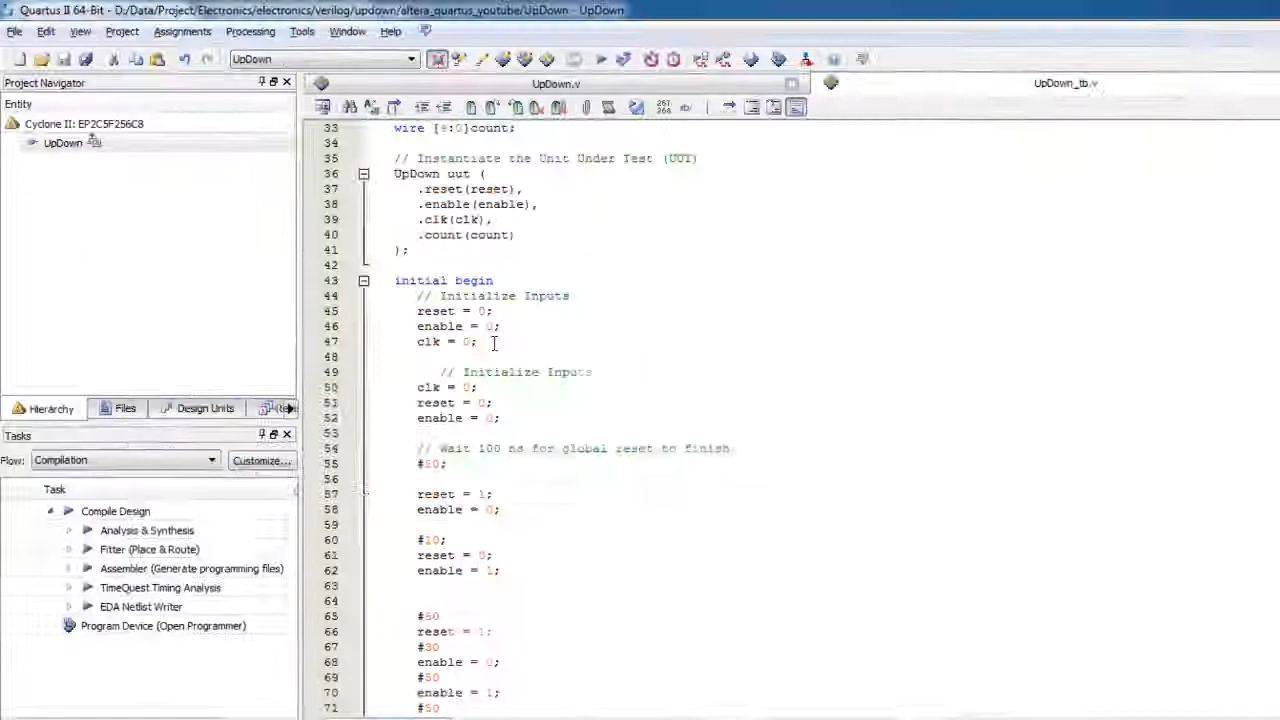 Quartus II 64-Bit - D:/Data/Project/Electronics/electronics/verilog/updown/altera_quartus_youtube/UpDown - UpDown
File Edit View Project Assignments Processing Tools Window Help
UpDown
Project Navigator
Entity
Cyclone II: EP2C5F256C8
UpDown
Hierarchy Files Design Units
Tasks
Flow: Compilation Customize...
Task
Compile Design
Analysis & Synthesis
Fitter (Place & Route)
Assembler (Generate programming files)
TimeQuest Timing Analysis
EDA Netlist Writer
Program Device (Open Programmer)
UpDown.v UpDown_tb.v
33 wire count;
34
35 // Instantiate the Unit Under Test (UUT)
36 UpDown uut (
37 .reset(reset),
38 .enable(enable),
39 .clk(clk),
40 .count(count)
41 );
42
43 initial begin
44 // Initialize Inputs
45 reset = 0;
46 enable = 0;
47 clk = 0;
48
49 // Initialize Inputs
50 clk = 0;
51 reset = 0;
52 enable = 0;
53
54 // Wait 100 ns for global reset to finish
55
56
57 reset = 1;
58 enable = 0;
59
60 #10;
61 reset = 0;
62 enable = 1;
63
64
65 #50
66 reset = 1;
67 #30
68 enable = 0;
69 #50
70 enable = 1;
71 #50